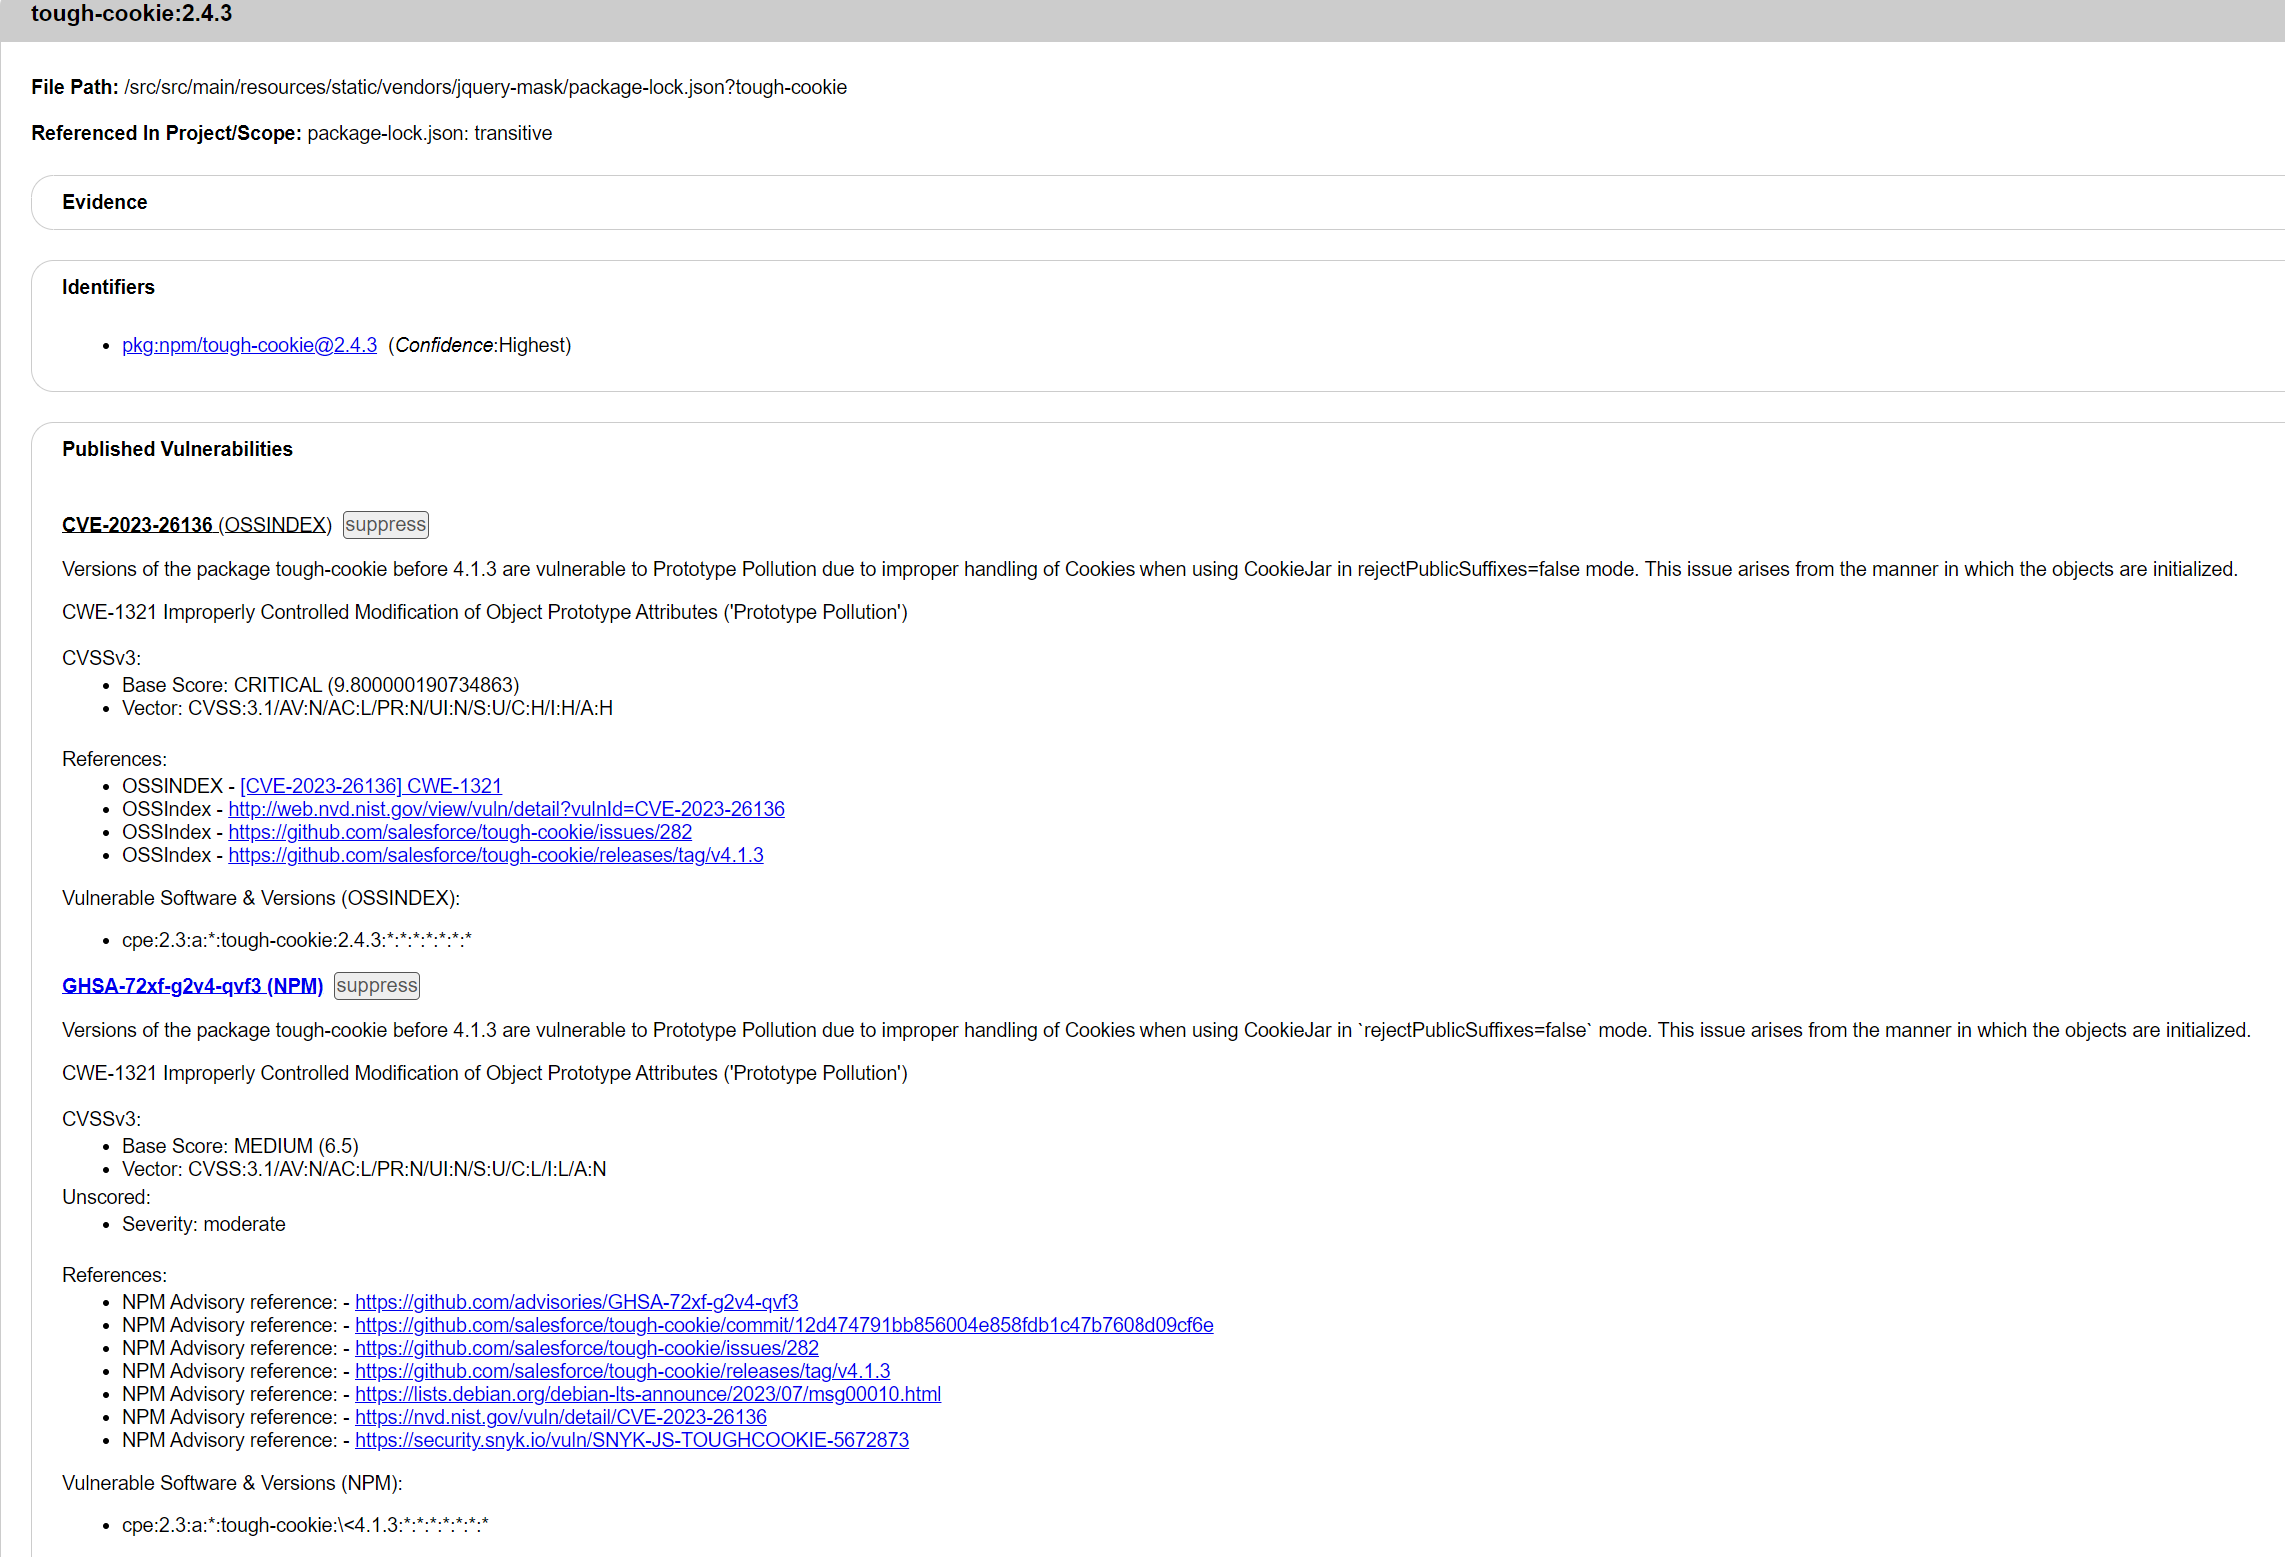 tough-cookie:2.4.3
File Path: /src/src/main/resources/static/vendors/jquery-mask/package-lock.json?tough-cookie
Referenced In Project/Scope: package-lock.json: transitive
Evidence
Identifiers
• pkg:npm/tough-cookie@2.4.3 (Confidence:Highest)
Published Vulnerabilities
CVE-2023-26136 (OSSINDEX) suppress
Versions of the package tough-cookie before 4.1.3 are vulnerable to Prototype Pollution due to improper handling of Cookies when using CookieJar in rejectPublicSuffixes=false mode. This issue arises from the manner in which the objects are initialized.
CWE-1321 Improperly Controlled Modification of Object Prototype Attributes ('Prototype Pollution')
CVSSv3:
• Base Score: CRITICAL (9.800000190734863)
• Vector: CVSS:3.1/AV:N/AC:L/PR:N/UI:N/S:U/C:H/I:H/A:H
References:
• OSSINDEX - [CVE-2023-26136] CWE-1321
• OSSIndex - http://web.nvd.nist.gov/view/vuln/detail?vulnId=CVE-2023-26136
• OSSIndex - https://github.com/salesforce/tough-cookie/issues/282
• OSSIndex - https://github.com/salesforce/tough-cookie/releases/tag/v4.1.3
Vulnerable Software & Versions (OSSINDEX):
• cpe:2.3:a:*:tough-cookie:2.4.3:*:*:*:*:*:*:*
GHSA-72xf-g2v4-qvf3 (NPM) suppress
Versions of the package tough-cookie before 4.1.3 are vulnerable to Prototype Pollution due to improper handling of Cookies when using CookieJar in `rejectPublicSuffixes=false` mode. This issue arises from the manner in which the objects are initialized.
CWE-1321 Improperly Controlled Modification of Object Prototype Attributes ('Prototype Pollution')
CVSSv3:
• Base Score: MEDIUM (6.5)
• Vector: CVSS:3.1/AV:N/AC:L/PR:N/UI:N/S:U/C:L/I:L/A:N
Unscored:
• Severity: moderate
References:
• NPM Advisory reference: - https://github.com/advisories/GHSA-72xf-g2v4-qvf3
• NPM Advisory reference: - https://github.com/salesforce/tough-cookie/commit/12d474791bb856004e858fdb1c47b7608d09cf6e
• NPM Advisory reference: - https://github.com/salesforce/tough-cookie/issues/282
• NPM Advisory reference: - https://github.com/salesforce/tough-cookie/releases/tag/v4.1.3
• NPM Advisory reference: - https://lists.debian.org/debian-lts-announce/2023/07/msg00010.html
• NPM Advisory reference: - https://nvd.nist.gov/vuln/detail/CVE-2023-26136
• NPM Advisory reference: - https://security.snyk.io/vuln/SNYK-JS-TOUGHCOOKIE-5672873
Vulnerable Software & Versions (NPM):
• cpe:2.3:a:*:tough-cookie:\<4.1.3:*:*:*:*:*:*:*